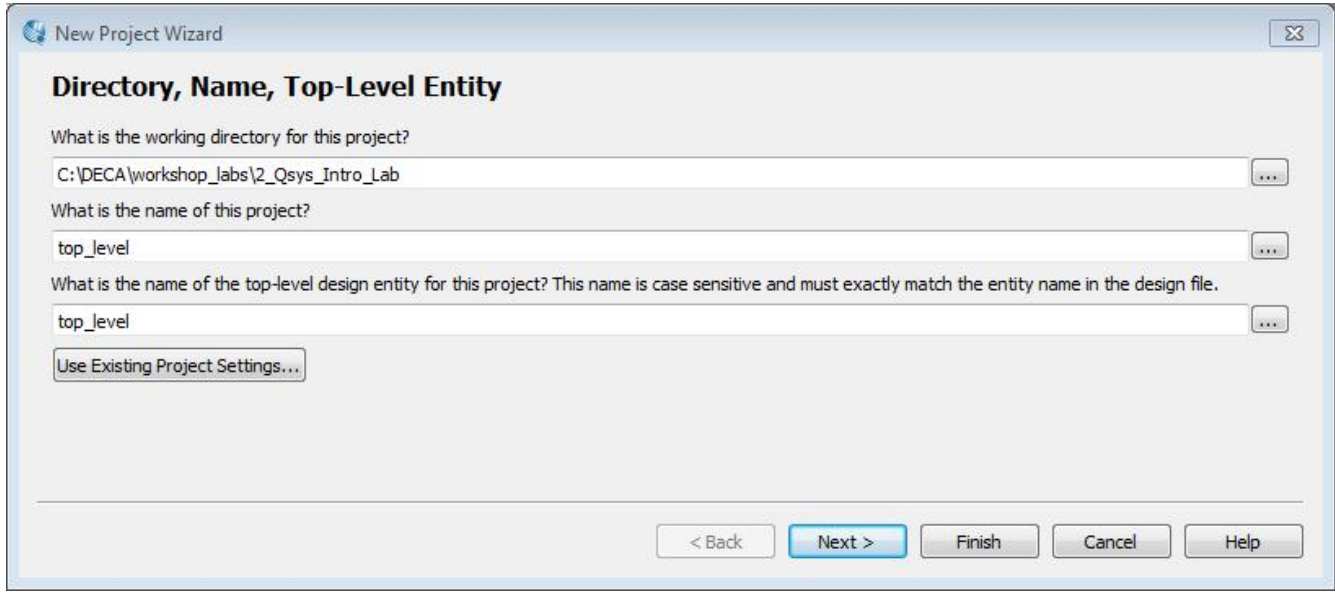 New Project Wizard
Directory, Name, Top-Level Entity
What is the working directory for this project?
C:\DECA\workshop_labs\2_Qsys_Intro_Lab
...
What is the name of this project?
top_level
...
What is the name of the top-level design entity for this project? This name is case sensitive and must exactly match the entity name in the design file.
top_level
...
Use Existing Project Settings...
< Back
Next >
Finish
Cancel
Help